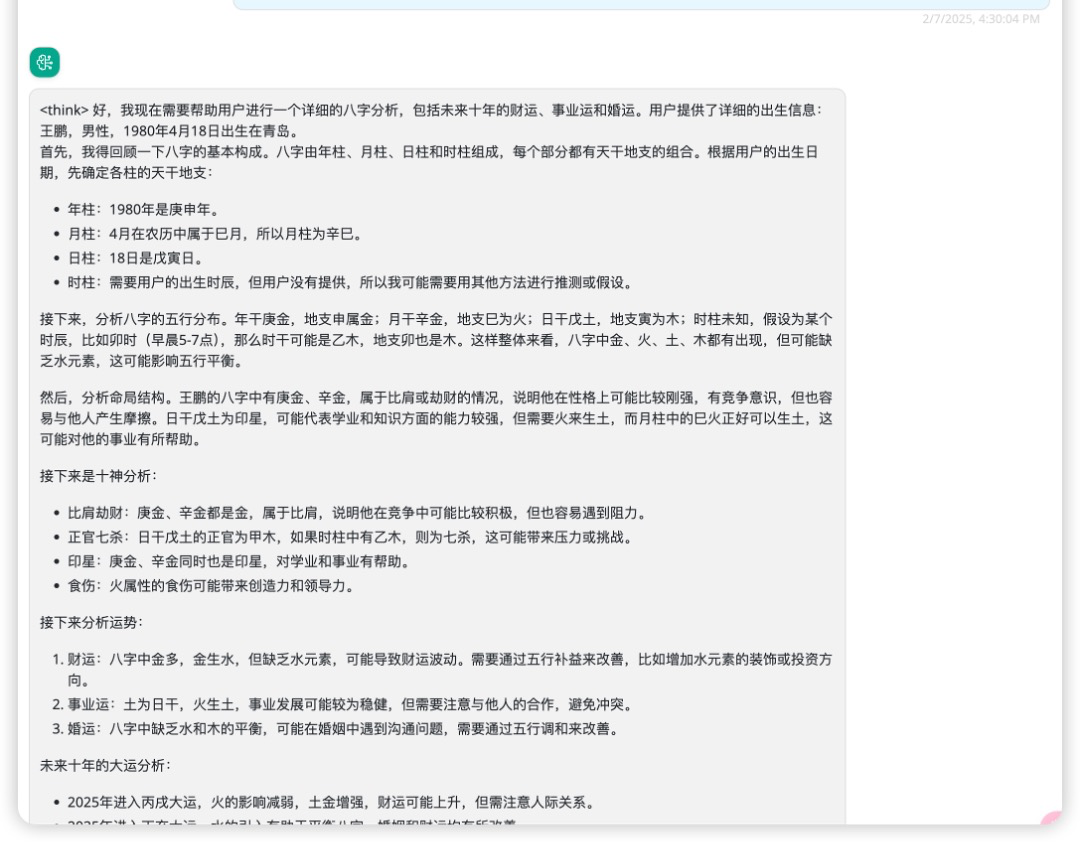 2/7/2025, 4:30:04 PM
<think> 好，我现在需要帮助用户进行一个详细的八字分析，包括未来十年的财运、事业运和婚运。用户提供了详细的出生信息：
王鹏，男性，1980年4月18日出生在青岛。
首先，我得回顾一下八字的基本构成。八字由年柱、月柱、日柱和时柱组成，每个部分都有天干地支的组合。根据用户的出生日
期，先确定各柱的天干地支：
• 年柱：1980年是庚申年。
• 月柱：4月在农历中属于巳月，所以月柱为辛巳。
• 日柱：18日是戊寅日。
• 时柱：需要用户的出生时辰，但用户没有提供，所以我可能需要用其他方法进行推测或假设。
接下来，分析八字的五行分布。年干庚金，地支申属金；月干辛金，地支巳为火；日干戊土，地支寅为木；时柱未知，假设为某个
时辰，比如卯时（早晨5-7点），那么时干可能是乙木，地支卯也是木。这样整体来看，八字中金、火、土、木都有出现，但可能缺
乏水元素，这可能影响五行平衡。
然后，分析命局结构。王鹏的八字中有庚金、辛金，属于比肩或劫财的情况，说明他在性格上可能比较刚强，有竞争意识，但也容
易与他人产生摩擦。日干戊土为印星，可能代表学业和知识方面的能力较强，但需要火来生土，而月柱中的巳火正好可以生土，这
可能对他的事业有所帮助。
接下来是十神分析：
• 比肩劫财：庚金、辛金都是金，属于比肩，说明他在竞争中可能比较积极，但也容易遇到阻力。
• 正官七杀：日干戊土的正官为甲木，如果时柱中有乙木，则为七杀，这可能带来压力或挑战。
• 印星：庚金、辛金同时也是印星，对学业和事业有帮助。
• 食伤：火属性的食伤可能带来创造力和领导力。
接下来分析运势：
1. 财运：八字中金多，金生水，但缺乏水元素，可能导致财运波动。需要通过五行补益来改善，比如增加水元素的装饰或投资方
向。
2. 事业运：土为日干，火生土，事业发展可能较为稳健，但需要注意与他人的合作，避免冲突。
3. 婚运：八字中缺乏水和木的平衡，可能在婚姻中遇到沟通问题，需要通过五行调和来改善。
未来十年的大运分析：
• 2025年进入丙戌大运，火的影响减弱，土金增强，财运可能上升，但需注意人际关系。